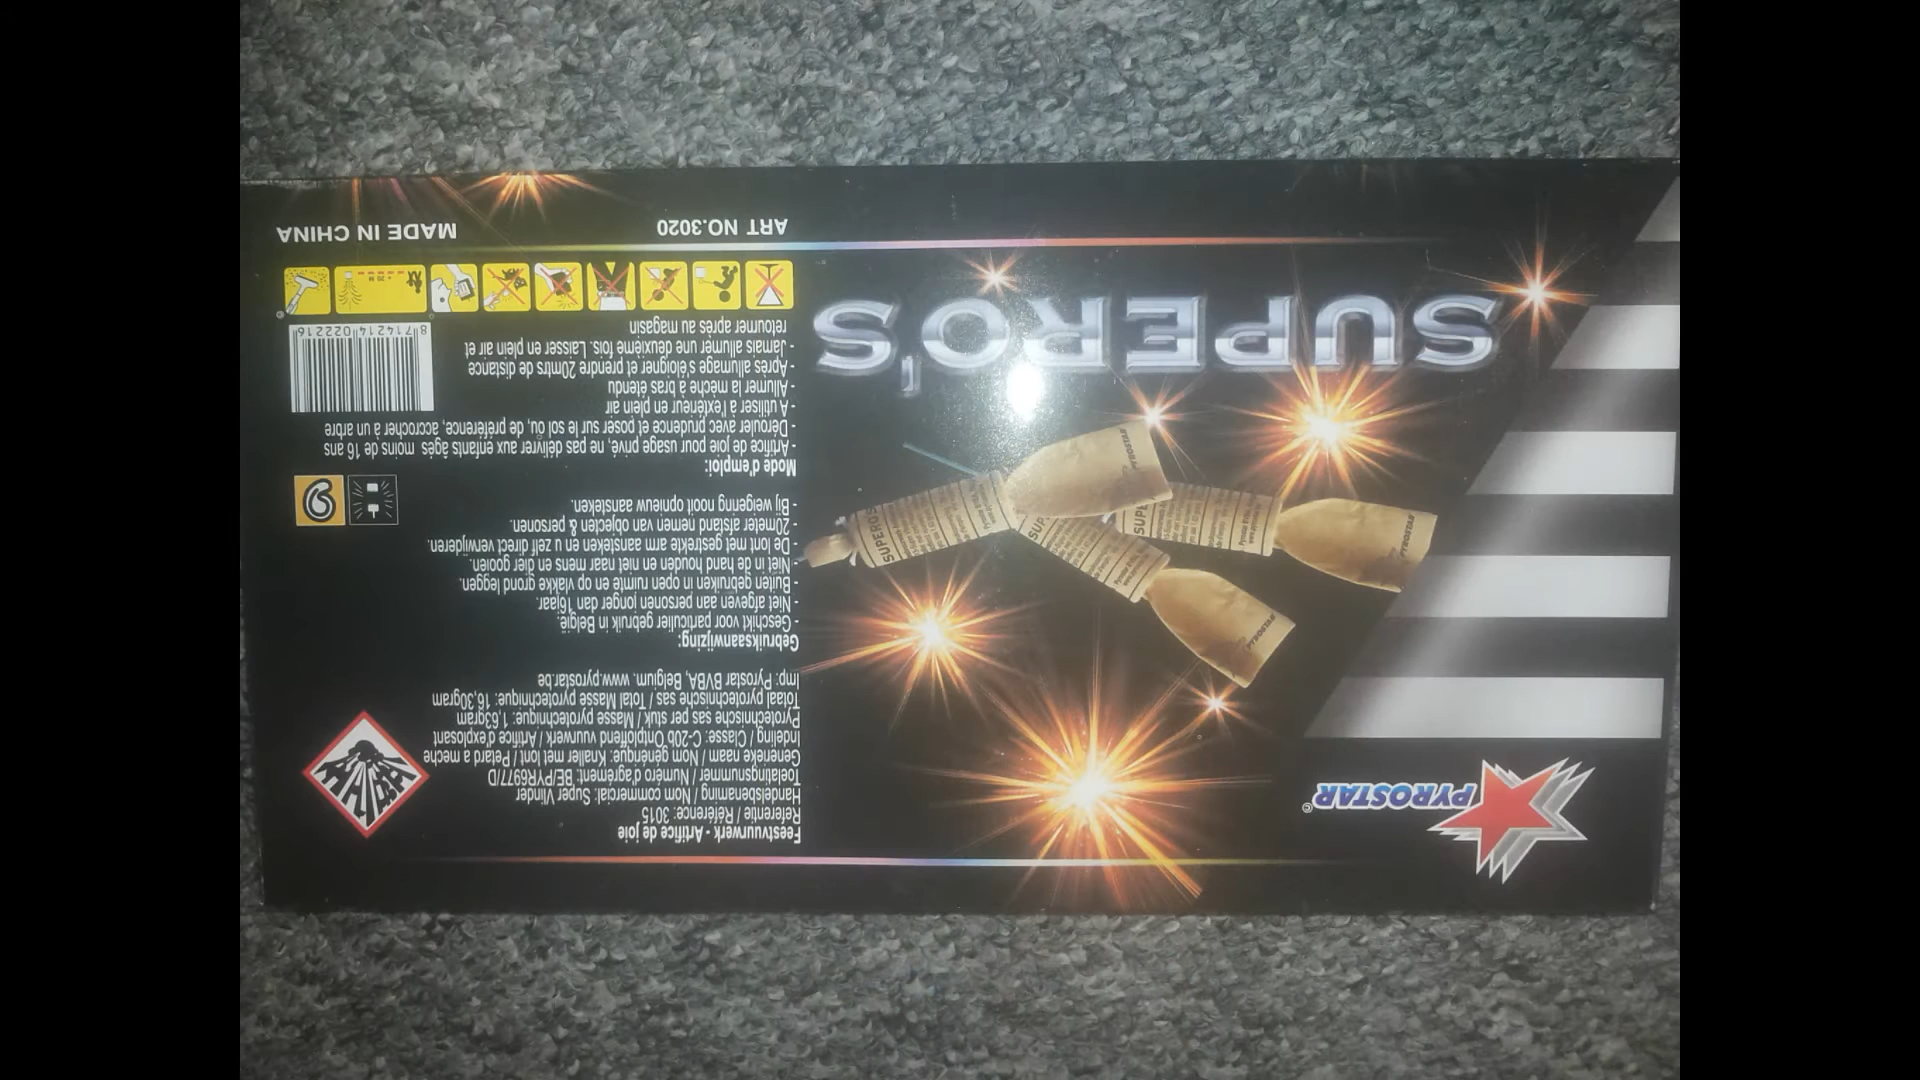 PYROSTAR©
SUPERO'S
PYROSTAR
PYROSTAR
PYROSTAR
SUPEROS
Feestvuurwerk - Artifice de joie
Referentie / Référence: 3015
Handelsbenaming / Nom commercial: Super Vlinder
Toelatingsnummer / Numéro d'agrément: BE/PYR6977/D
Generieke naam / Nom générique: Knaller met lont / Petard a meche
Indeling / Classe: C-20b Ontploffend vuurwerk / Artifice d'explosant
Pyrotechnische sas per stuk / Masse pyrotechnique: 1,63gram
Totaal pyrotechnische sas / Total Masse pyrotechnique: 16,30gram
Imp: Pyrostar BVBA, Belgium. www.pyrostar.be
Gebruiksaanwijzing:
- Geschikt voor particulier gebruik in België.
- Niet afgeven aan personen jonger dan 16jaar.
- Buiten gebruiken in open ruimte en op vlakke grond leggen.
- Niet in de hand houden en niet naar mens en dier gooien.
- De lont met gestrekte arm aansteken en u zelf direct verwijderen.
- 20meter afstand nemen van objecten & personen.
- Bij weigering nooit opnieuw aansteken.
Mode d'emploi:
- Artifice de joie pour usage privé, ne pas délivrer aux enfants âgés moins de 16 ans
- Dérouler avec prudence et poser sur le sol ou, de préférence, accrocher à un arbre
- A utiliser à l'extérieur en plein air
- Allumer la mèche à bras étendu
- Après allumage s'éloigner et prendre 20mtrs de distance
- Jamais allumer une deuxième fois. Laisser en plein air et
retourner après au magasin
8 714214 022216
ART NO.3020
MADE IN CHINA